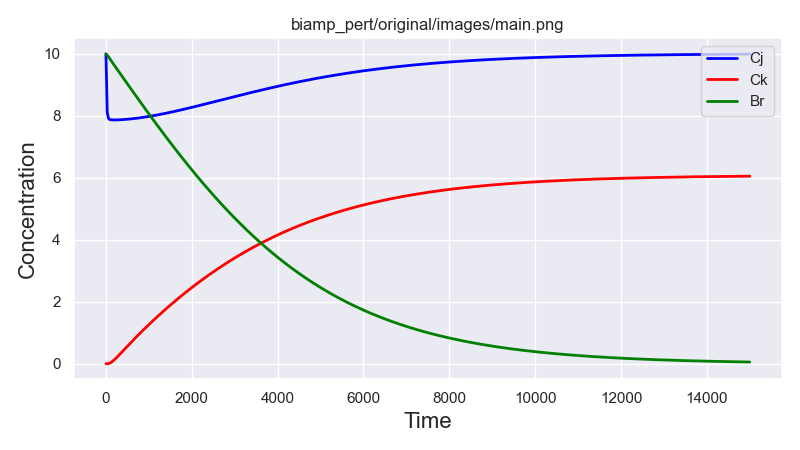 biamp_pert/original/images/main.png
Concentration
10
8
6
4
2
0
Cj
Ck
Br
0 2000 4000 6000 8000 10000 12000 14000
Time